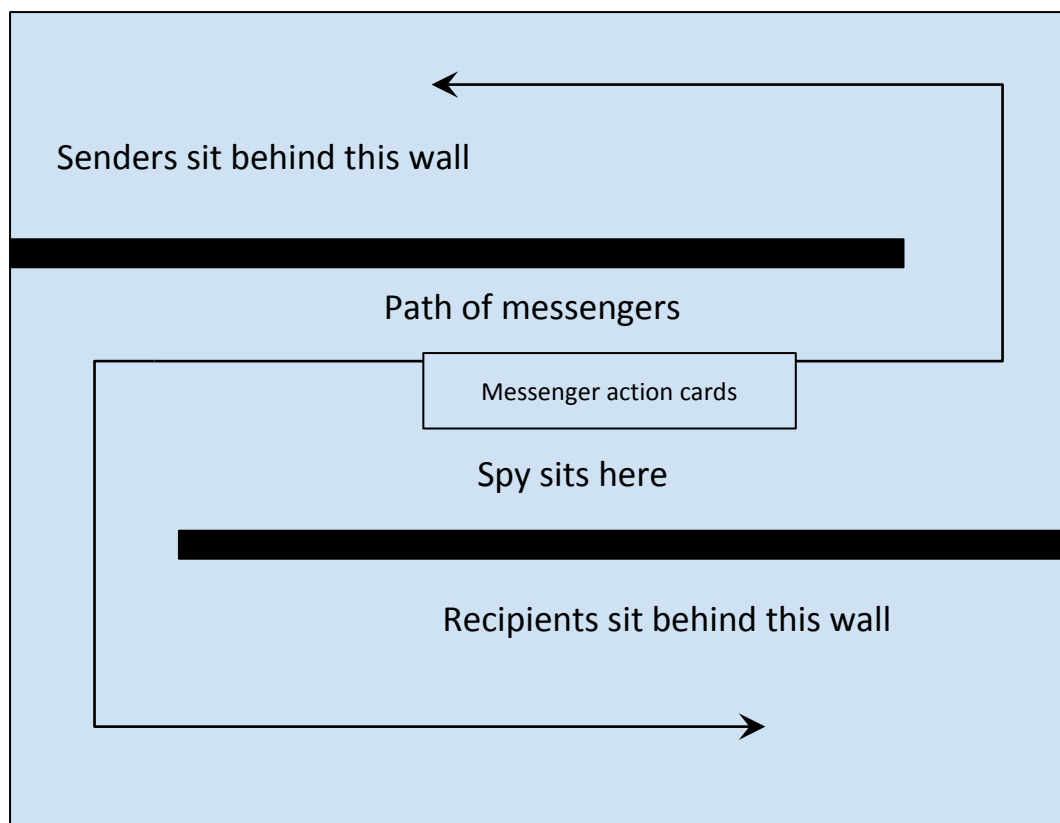 Senders sit behind this wall
Path of messengers
Messenger action cards
Spy sits here
Recipients sit behind this wall